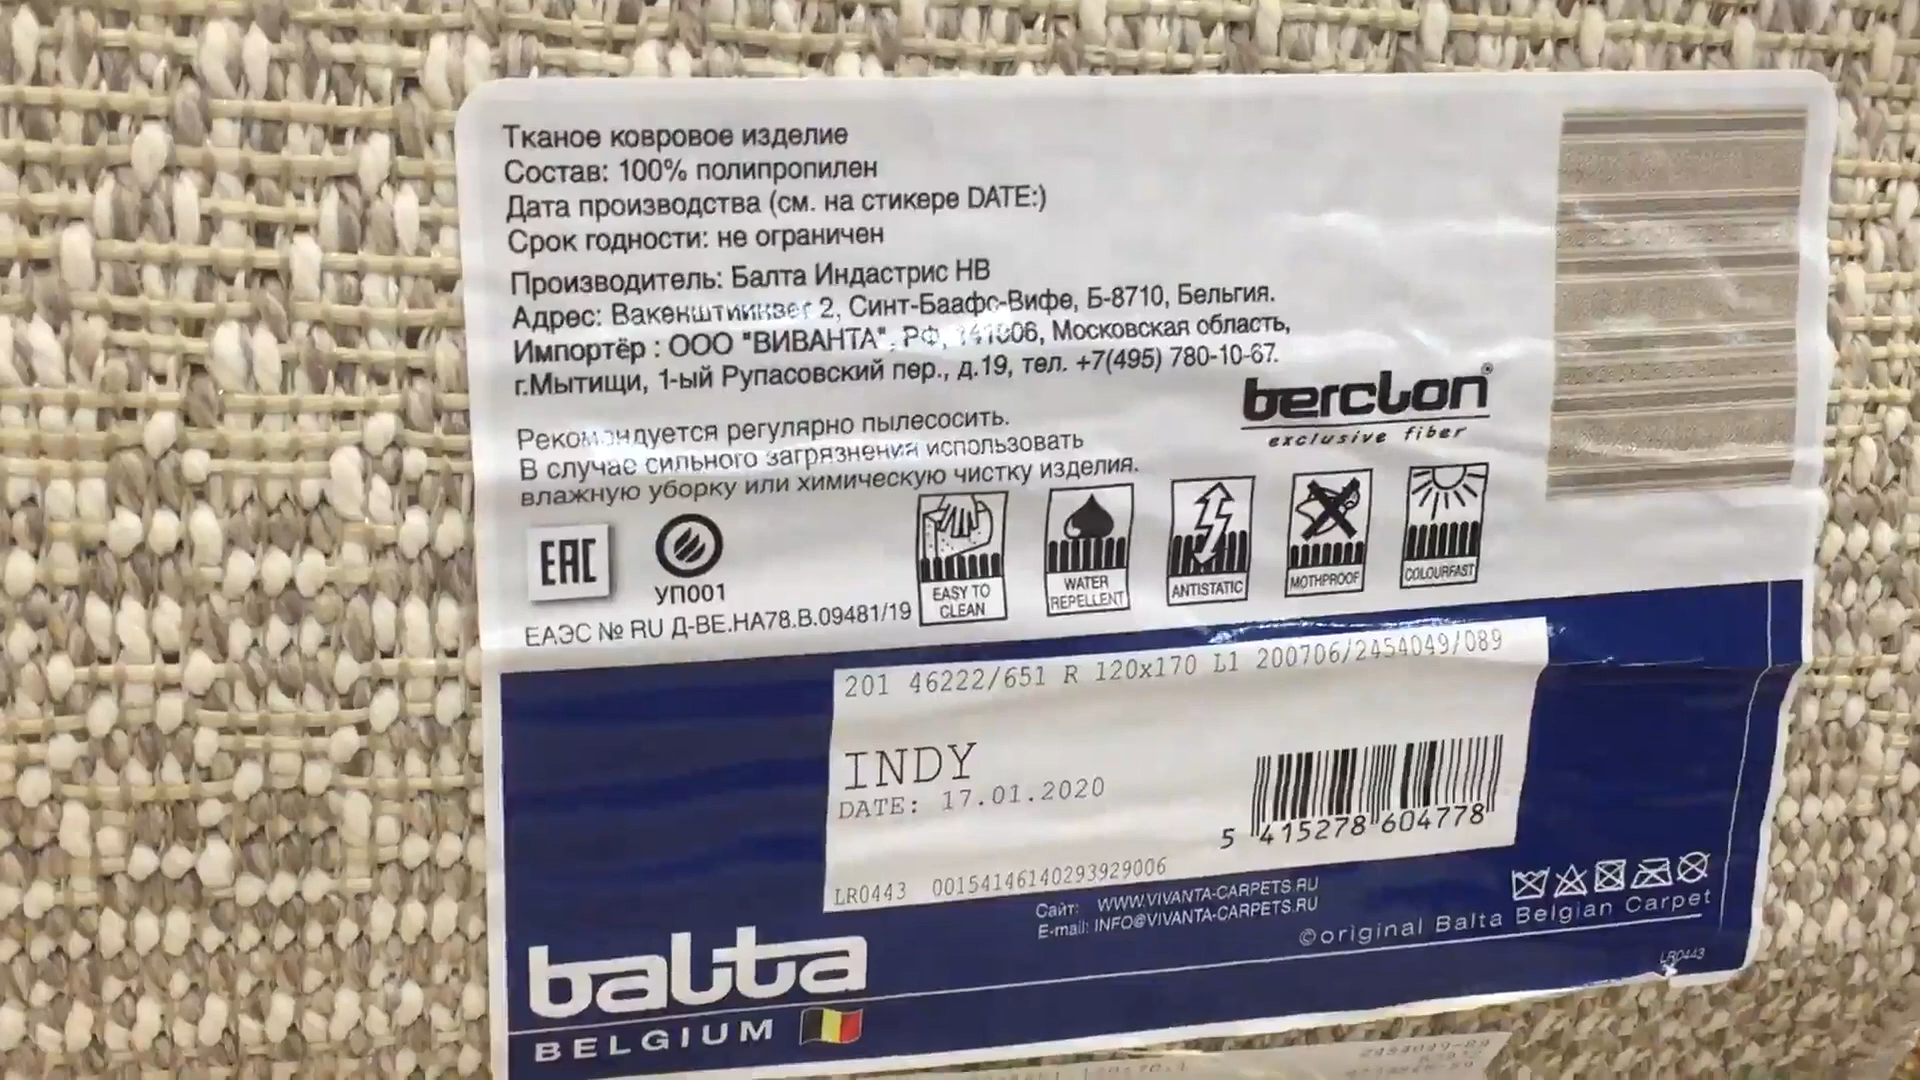 Тканое ковровое изделие
Состав: 100% полипропилен
Дата производства (см. на стикере DATE:)
Срок годности: не ограничен
Производитель: Балта Индастрис НВ
Адрес: Вакенштийнзвег 2, Синт-Баафс-Вифе, Б-8710, Бельгия.
Импортёр : ООО "ВИВАНТА", РФ, 141006, Московская область,
г.Мытищи, 1-ый Рупасовский пер., д.19, тел. +7(495) 780-10-67.
berclon®
exclusive fiber
Рекомендуется регулярно пылесосить.
В случае сильного загрязнения использовать
влажную уборку или химическую чистку изделия.
EAC
УП001
ЕАЭС № RU Д-BE.НА78.В.09481/19
EASY TO CLEAN
WATER REPELLENT
ANTISTATIC
MOTHPROOF
COLOURFAST
201 46222/651 R 120x170 L1 200706/2454049/089
INDY
DATE: 17.01.2020
5 415278 604778
LR0443 00154146140293929006
Сайт: WWW.VIVANTA-CARPETS.RU
E-mail: INFO@VIVANTA-CARPETS.RU
©original Balta Belgian Carpet
LR0443
balta
BELGIUM